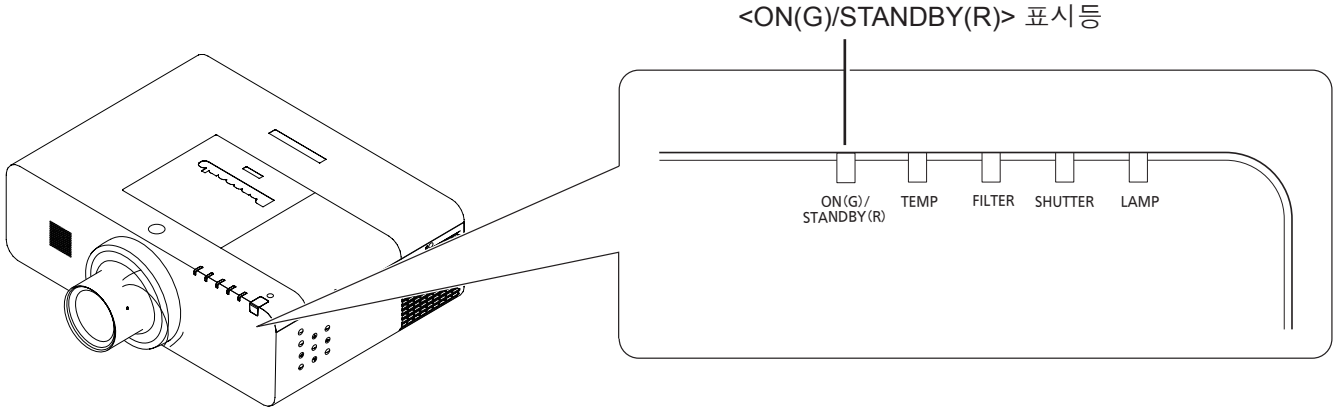 <ON(G)/STANDBY(R)> 표시등
ON(G)/
STANDBY(R)
TEMP
FILTER
SHUTTER
LAMP